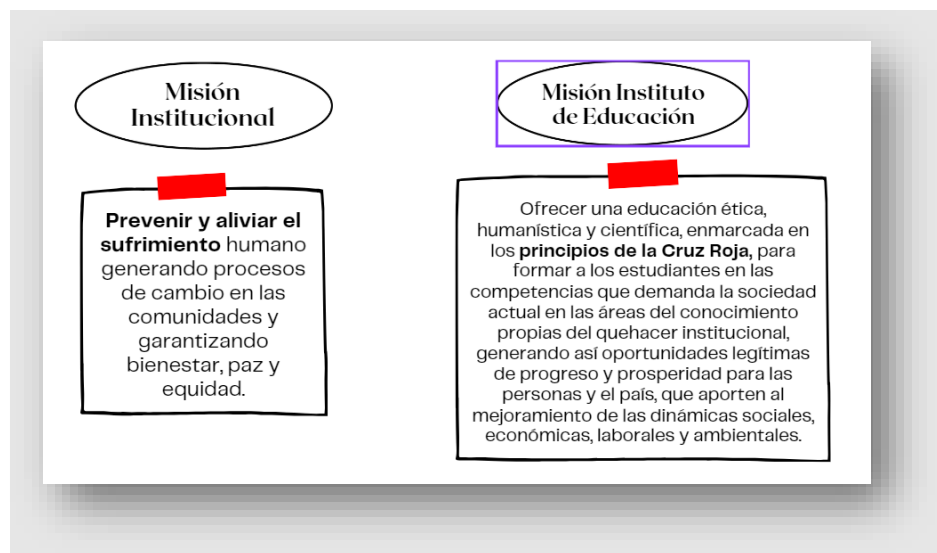 Misión
Institucional
Prevenir y aliviar el
sufrimiento humano
generando procesos
de cambio en las
comunidades y
garantizando
bienestar, paz y
equidad.
Misión Instituto
de Educación
Ofrecer una educación ética,
humanística y científica, enmarcada en
los principios de la Cruz Roja, para
formar a los estudiantes en las
competencias que demanda la sociedad
actual en las áreas del conocimiento
propias del quehacer institucional,
generando así oportunidades legítimas
de progreso y prosperidad para las
personas y el país, que aporten al
mejoramiento de las dinámicas sociales,
económicas, laborales y ambientales.